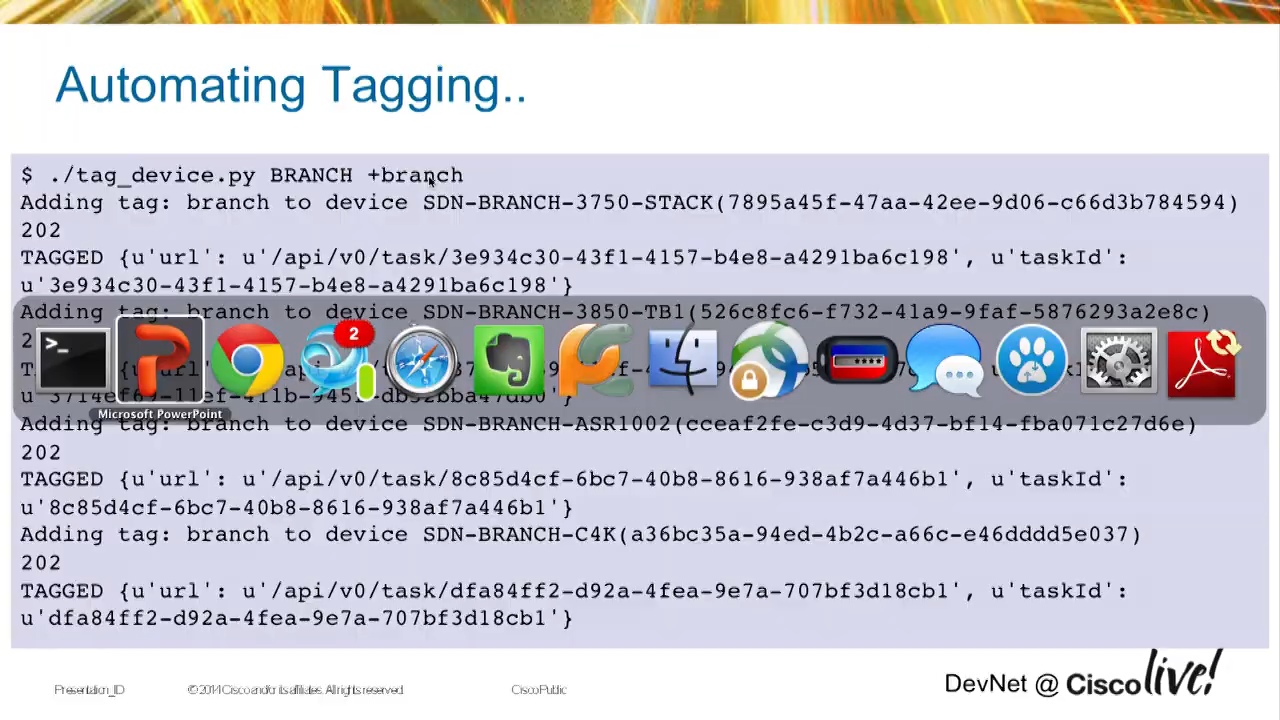 Automating Tagging..
$ ./tag_device.py BRANCH +branch
Adding tag: branch to device SDN-BRANCH-3750-STACK(7895a45f-47aa-42ee-9d06-c66d3b784594)
202
TAGGED {u'url': u'/api/v0/task/3e934c30-43f1-4157-b4e8-a4291ba6c198', u'taskId':
u'3e934c30-43f1-4157-b4e8-a4291ba6c198'}
Adding tag: branch to device SDN-BRANCH-3850-TB1(526c8fc6-f732-41a9-9faf-5876293a2e8c)
2
>_
2
Microsoft PowerPoint
Adding tag: branch to device SDN-BRANCH-ASR1002(cceaf2fe-c3d9-4d37-bf14-fba071c27d6e)
202
TAGGED {u'url': u'/api/v0/task/8c85d4cf-6bc7-40b8-8616-938af7a446b1', u'taskId':
u'8c85d4cf-6bc7-40b8-8616-938af7a446b1'}
Adding tag: branch to device SDN-BRANCH-C4K(a36bc35a-94ed-4b2c-a66c-e46dddd5e037)
202
TAGGED {u'url': u'/api/v0/task/dfa84ff2-d92a-4fea-9e7a-707bf3d18cb1', u'taskId':
u'dfa84ff2-d92a-4fea-9e7a-707bf3d18cb1'}
Presentation_ID © 2014 Cisco and/or its affiliates. All rights reserved. Cisco Public
DevNet @ Cisco live!